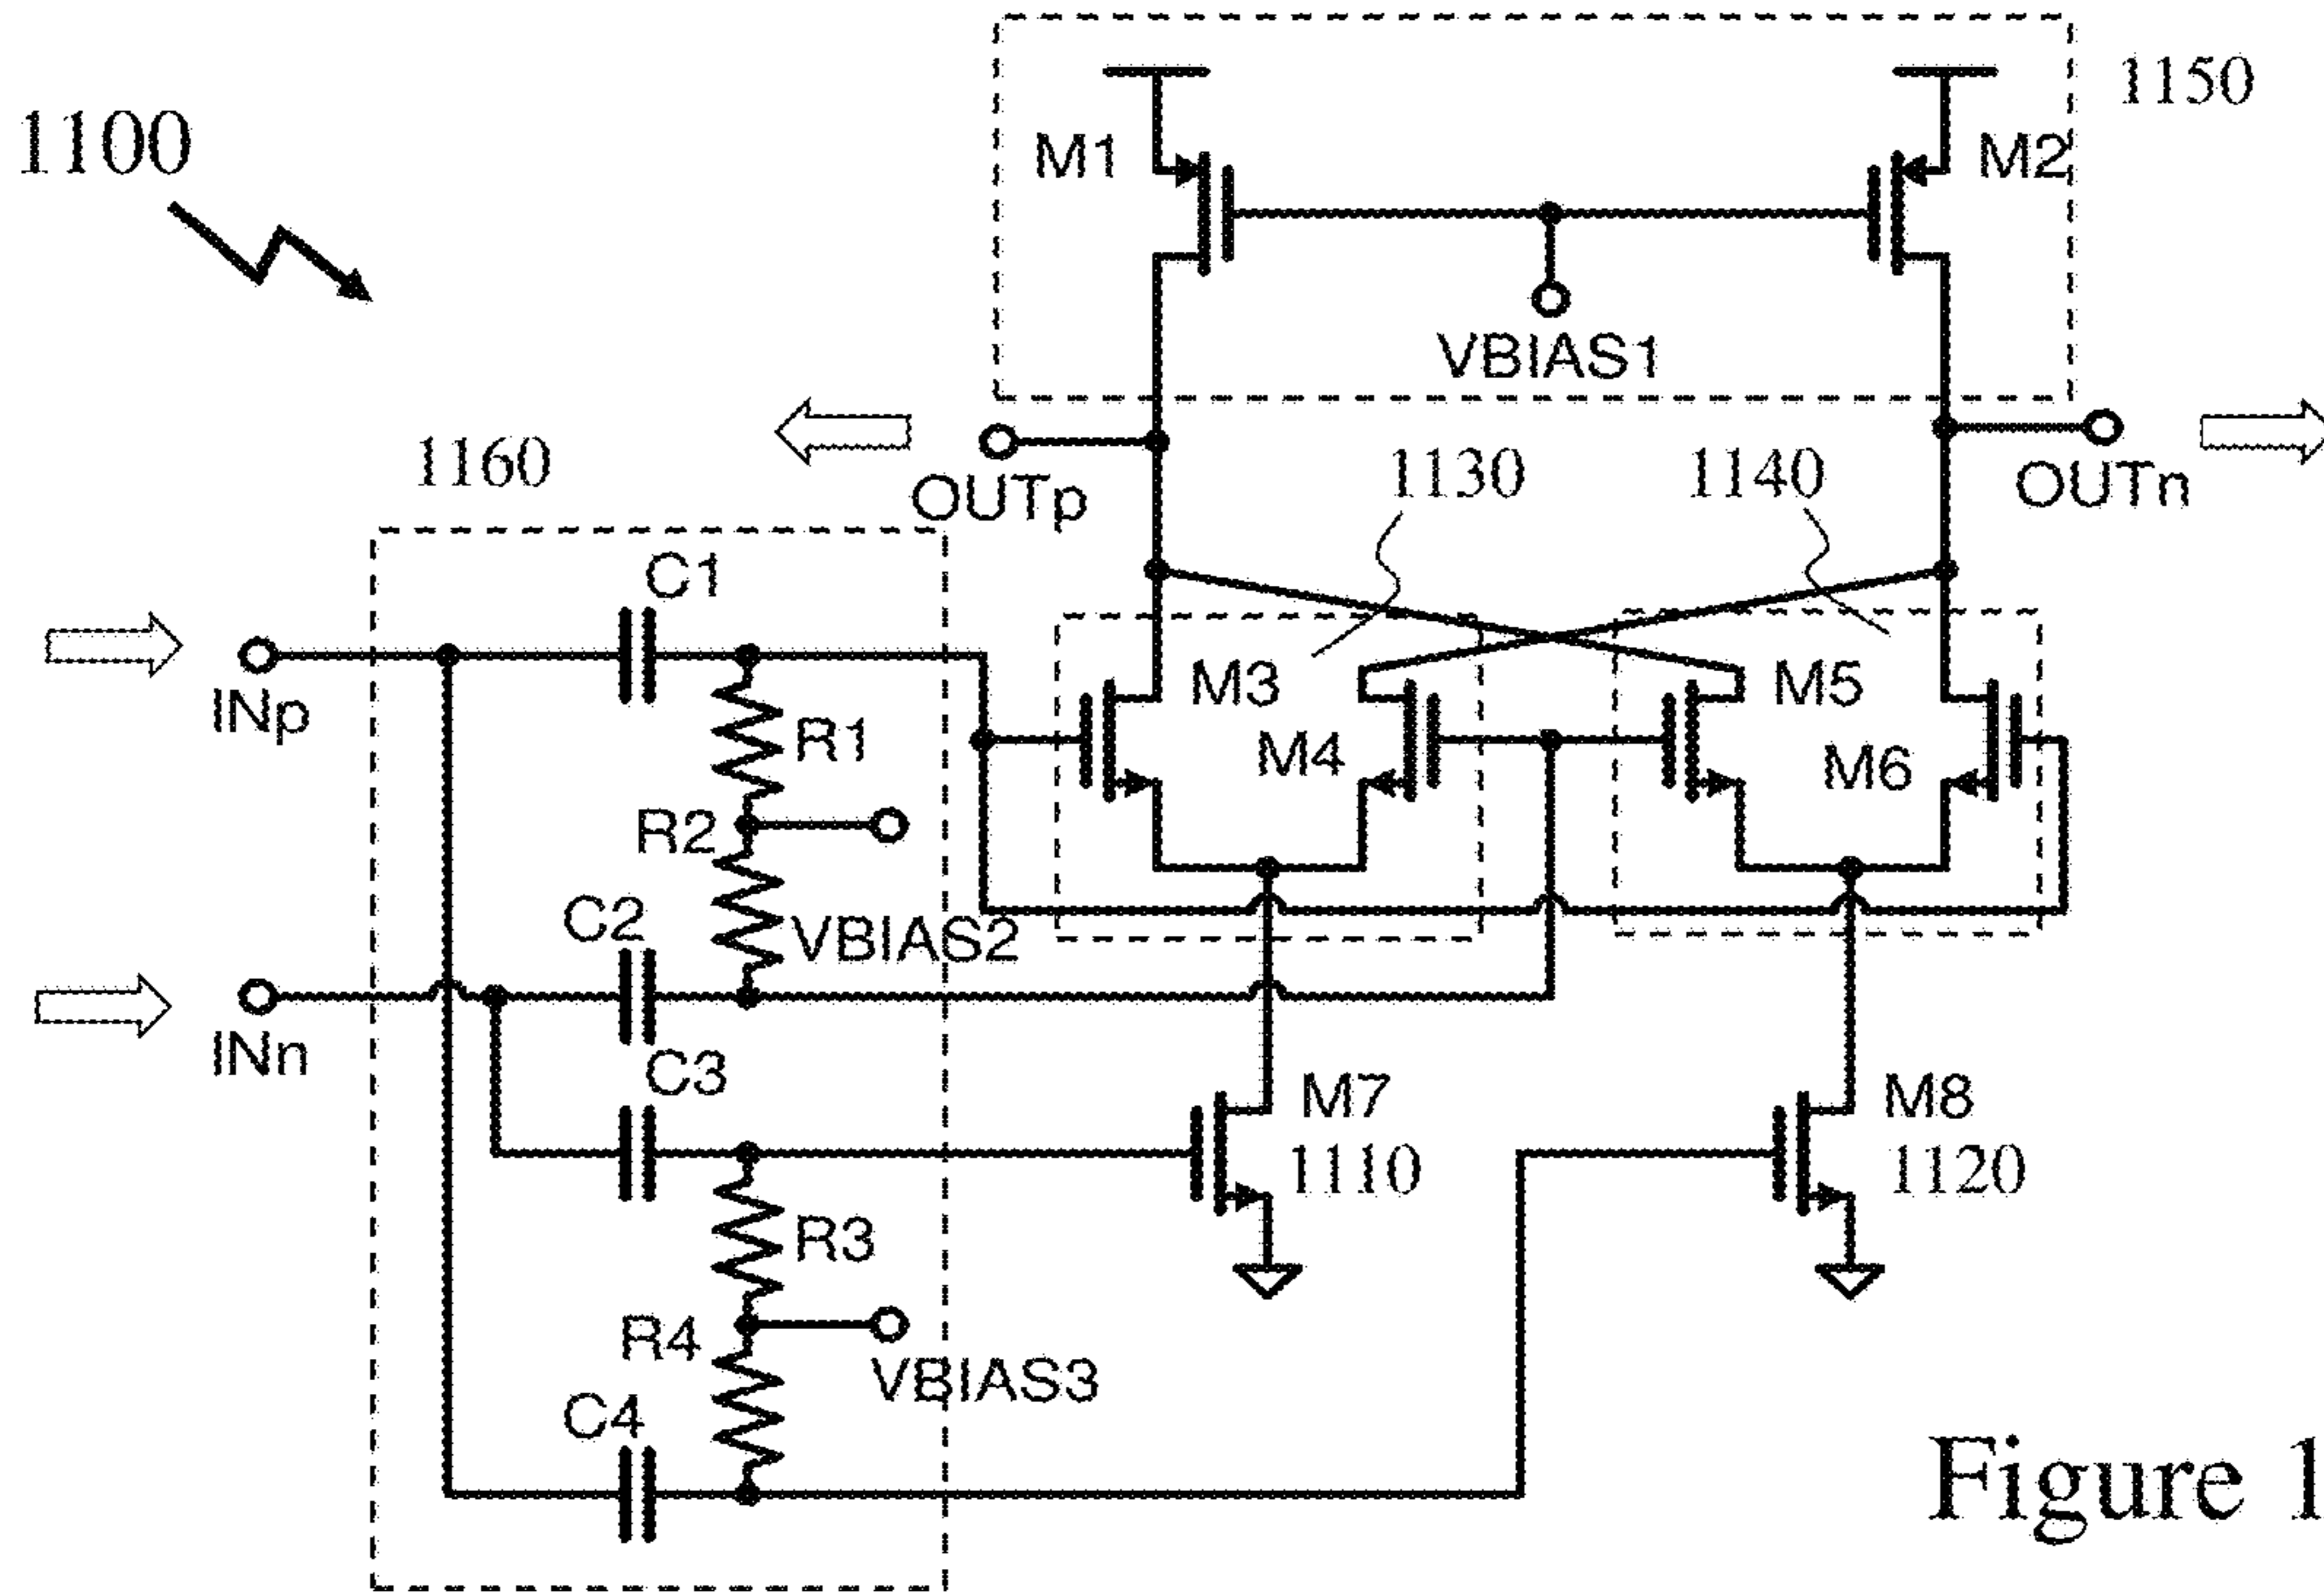 1150
1100
M1
M2
VBIAS1
1160
OUTp
1130
1140
OUTn
C1
INp
M3
M5
R1
M4
M6
R2
C2
VBIAS2
INn
C3
M7
M8
1110
1120
R3
R4
VBIAS3
C4
Figure 1